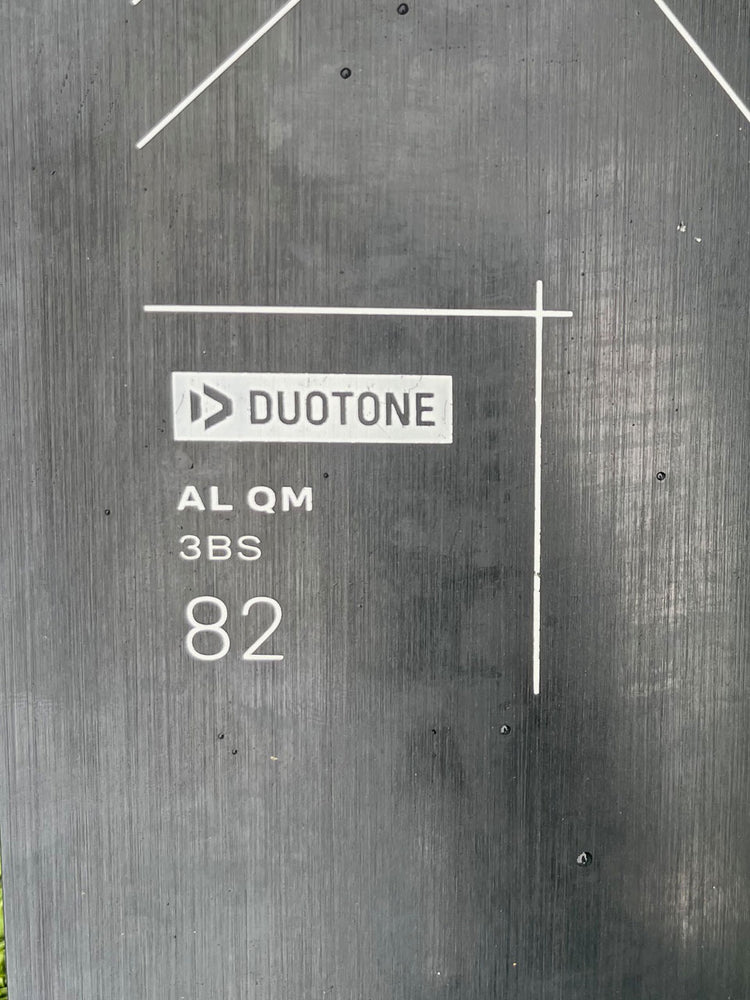 DUOTONE
AL QM
3BS
82